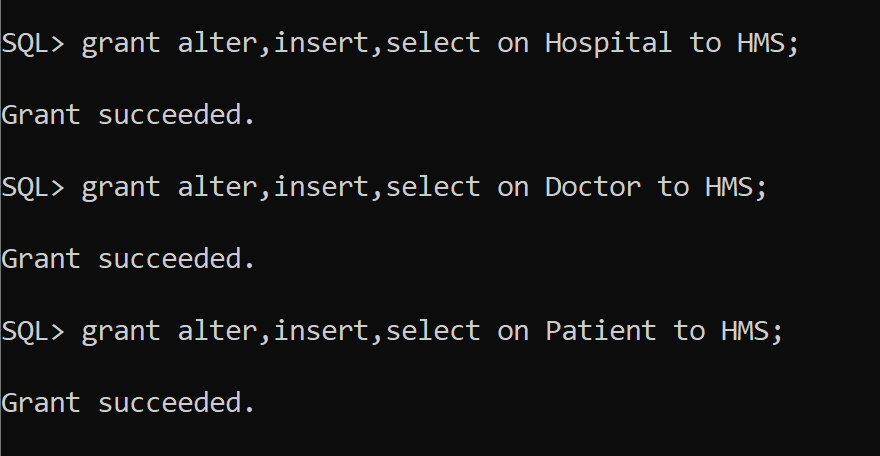 SQL> grant alter,insert,select on Hospital to HMS;
Grant succeeded.
SQL> grant alter,insert,select on Doctor to HMS;
Grant succeeded.
SQL> grant alter,insert,select on Patient to HMS;
Grant succeeded.